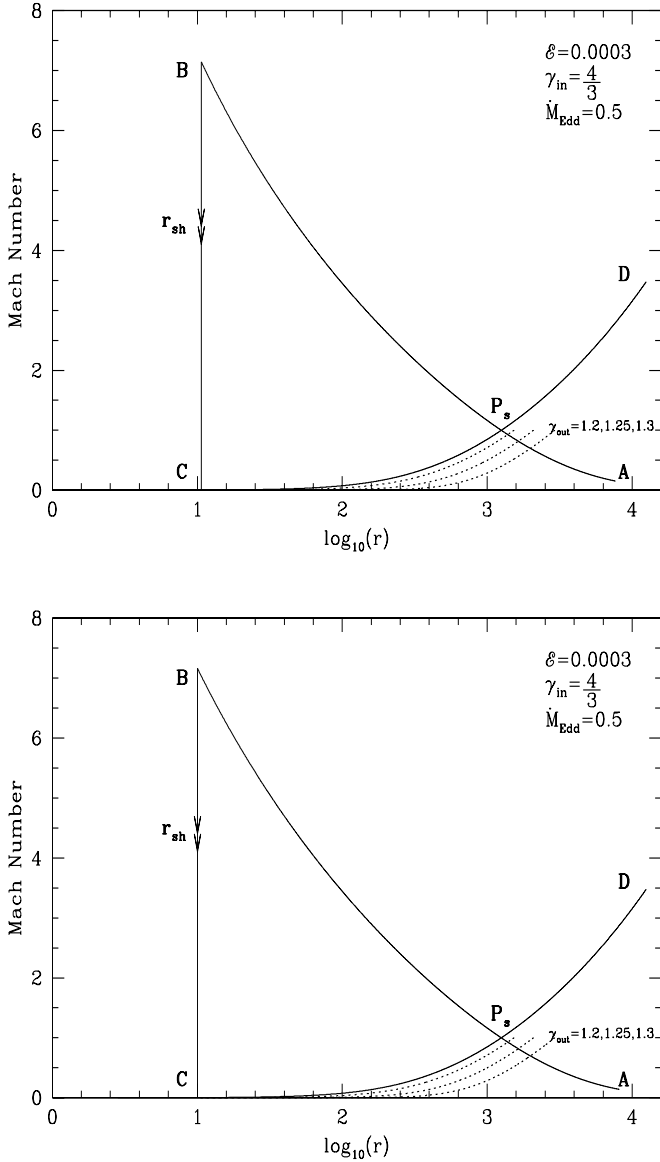 8
6
4
2
0
Mach Number
B
ℰ=0.0003
γin=4/3
ṀEdd=0.5
rsh
D
Ps
γout=1.2,1.25,1.3
C
A
0 1 2 3 4
log10(r)
8
6
4
2
0
Mach Number
B
ℰ=0.0003
γin=4/3
ṀEdd=0.5
rsh
D
Ps
γout=1.2,1.25,1.3
C
A
0 1 2 3 4
log10(r)